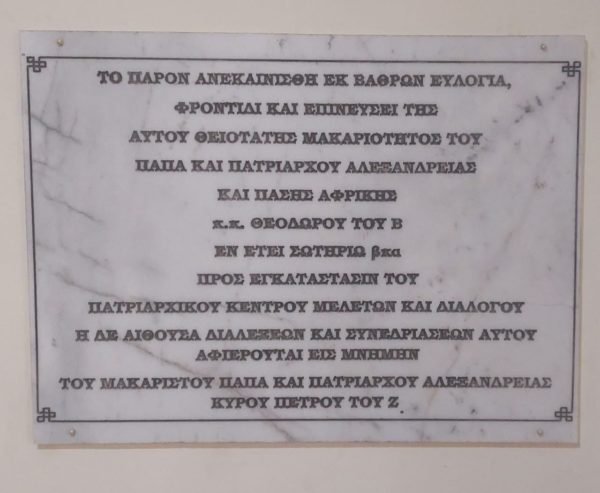 ΤΟ ΠΑΡΟΝ ΑΝΕΚΑΙΝΙΣΘΗ ΕΚ ΒΑΘΡΩΝ ΕΥΛΟΓΙΑ,
ΦΡΟΝΤΙΔΙ ΚΑΙ ΕΠΙΝΕΥΣΕΙ ΤΗΣ
ΑΥΤΟΥ ΘΕΙΟΤΑΤΗΣ ΜΑΚΑΡΙΟΤΗΤΟΣ ΤΟΥ
ΠΑΠΑ ΚΑΙ ΠΑΤΡΙΑΡΧΟΥ ΑΛΕΞΑΝΔΡΕΙΑΣ
ΚΑΙ ΠΑΣΗΣ ΑΦΡΙΚΗΣ
κ.κ. ΘΕΟΔΩΡΟΥ ΤΟΥ Β
ΕΝ ΕΤΕΙ ΣΩΤΗΡΙΩ βκα
ΠΡΟΣ ΕΓΚΑΤΑΣΤΑΣΙΝ ΤΟΥ
ΠΑΤΡΙΑΡΧΙΚΟΥ ΚΕΝΤΡΟΥ ΜΕΛΕΤΩΝ ΚΑΙ ΔΙΑΛΟΓΟΥ
Η ΔΕ ΑΙΘΟΥΣΑ ΔΙΑΛΕΞΕΩΝ ΚΑΙ ΣΥΝΕΔΡΙΑΣΕΩΝ ΑΥΤΟΥ
ΑΦΙΕΡΟΥΤΑΙ ΕΙΣ ΜΝΗΜΗΝ
ΤΟΥ ΜΑΚΑΡΙΣΤΟΥ ΠΑΠΑ ΚΑΙ ΠΑΤΡΙΑΡΧΟΥ ΑΛΕΞΑΝΔΡΕΙΑΣ
ΚΥΡΟΥ ΠΕΤΡΟΥ ΤΟΥ Ζ